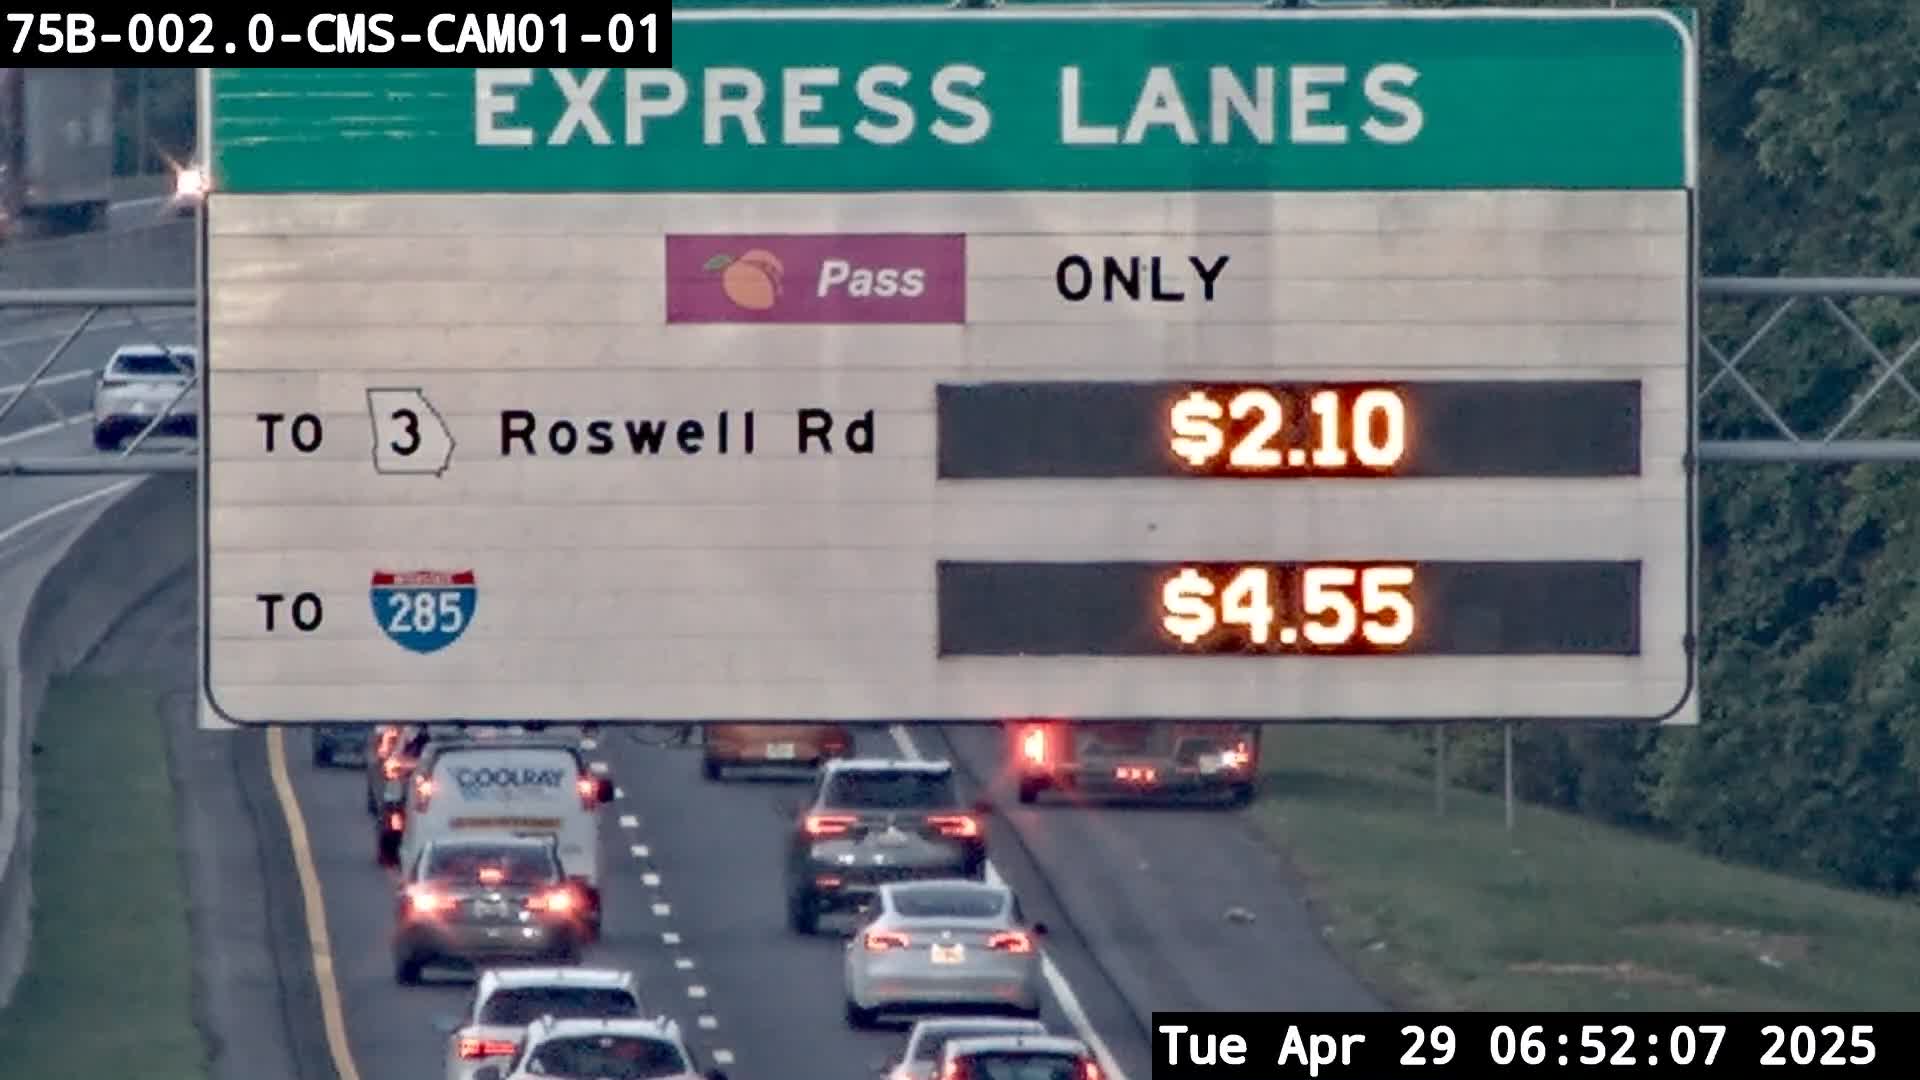 75B-002.0-CMS-CAM01-01
EXPRESS LANES
Pass ONLY
TO 3 Roswell Rd $2.10
TO INTERSTATE 285 $4.55
COOLRAY
Tue Apr 29 06:52:07 2025